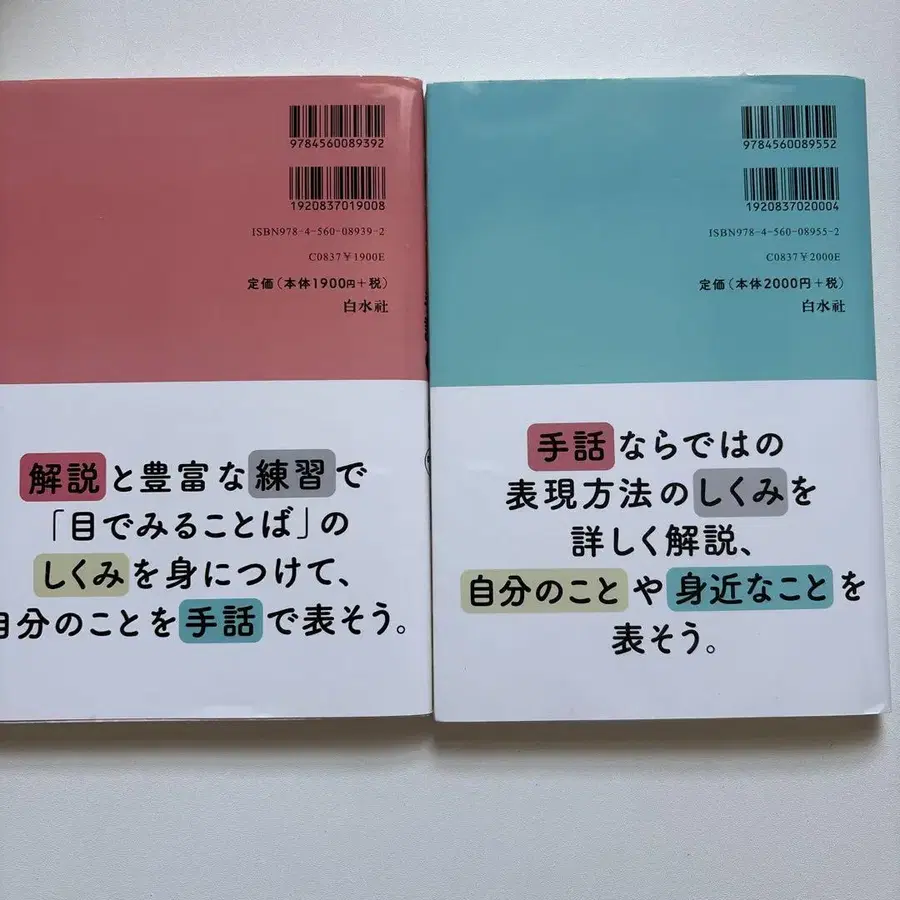 9784560089392
1920837019008
ISBN978-4-560-08939-2
C0837 ¥1900E
定価(本体1900円+税)
白水社
解説と豊富な練習で
「目でみることば」の
しくみを身につけて、
自分のことを手話で表そう。
9784560089552
1920837020004
ISBN978-4-560-08955-2
C0837 ¥2000E
定価(本体2000円+税)
白水社
手話ならではの
表現方法のしくみを
詳しく解説、
自分のことや身近なことを
表そう。